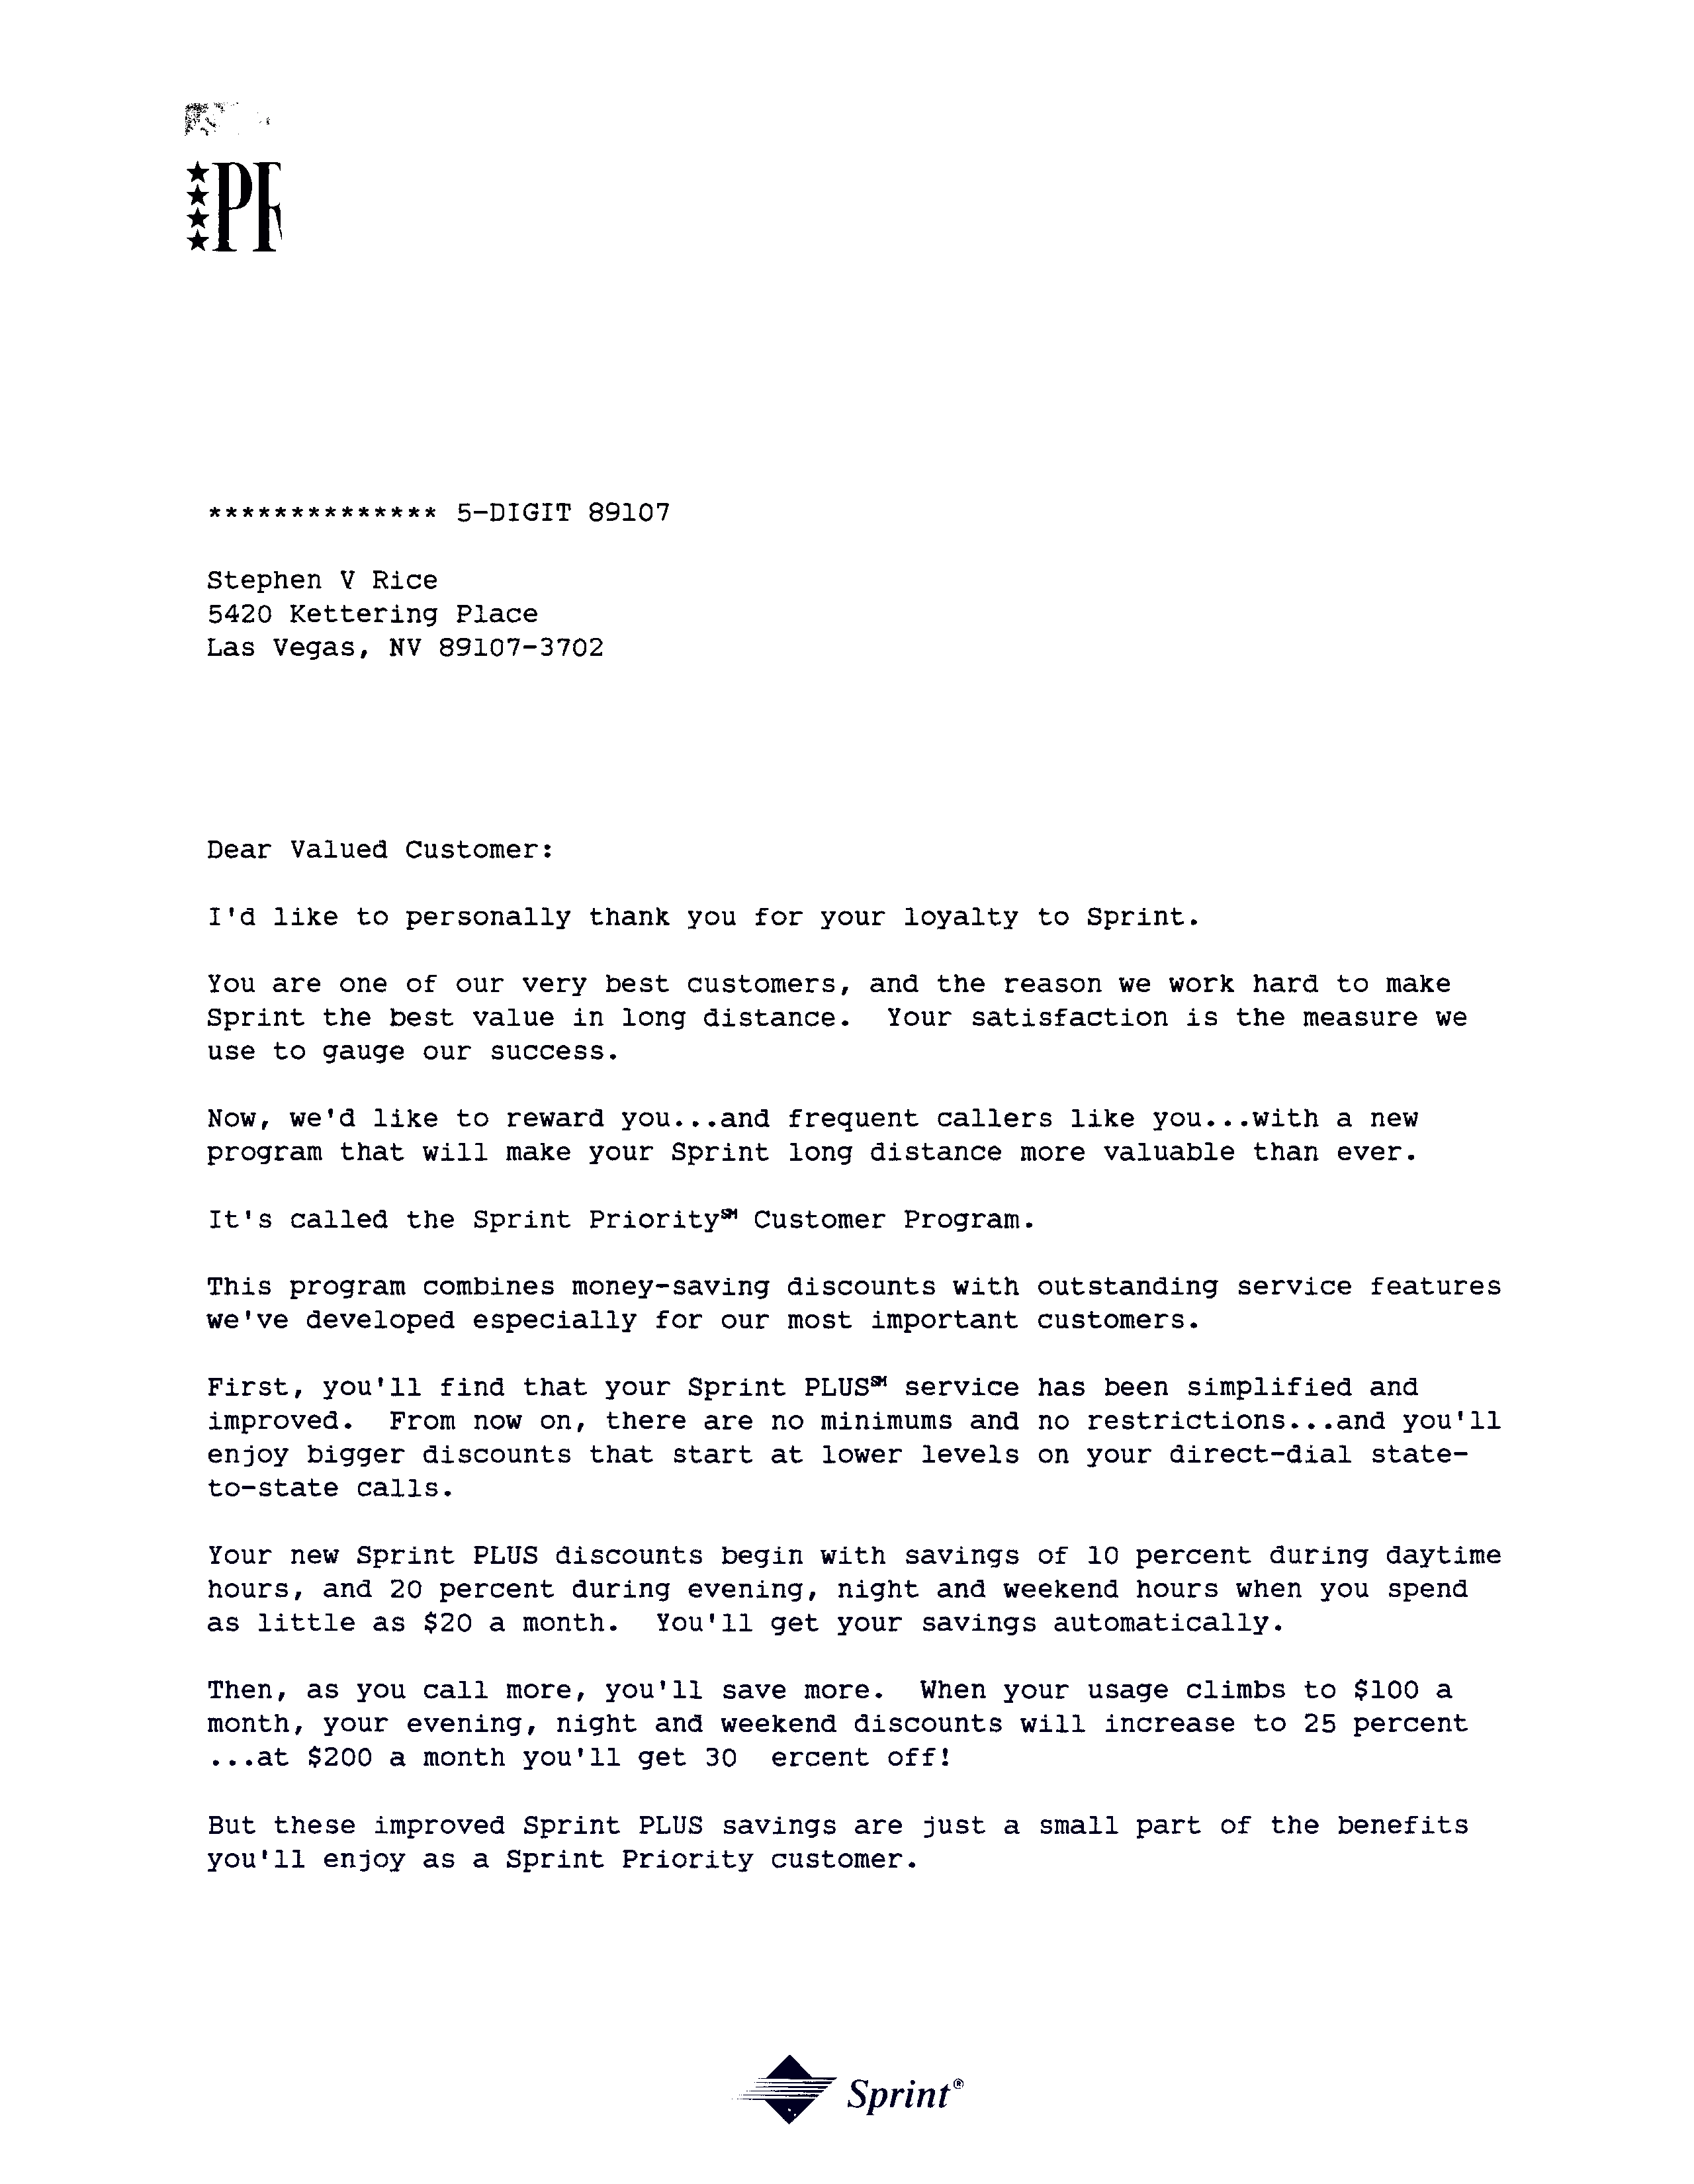 ************** 5-DIGIT 89107
Stephen V Rice
5420 Kettering Place
Las Vegas, NV 89107-3702
Dear Valued Customer:
I'd like to personally thank you for your loyalty to Sprint.
You are one of our very best customers, and the reason we work hard to make
Sprint the best value in long distance.  Your satisfaction is the measure we
use to gauge our success.
Now, we'd like to reward you...and frequent callers like you...with a new
program that will make your Sprint long distance more valuable than ever.
It's called the Sprint Priority℠ Customer Program.
This program combines money-saving discounts with outstanding service features
we've developed especially for our most important customers.
First, you'll find that your Sprint PLUS℠ service has been simplified and
improved.  From now on, there are no minimums and no restrictions...and you'll
enjoy bigger discounts that start at lower levels on your direct-dial state-
to-state calls.
Your new Sprint PLUS discounts begin with savings of 10 percent during daytime
hours, and 20 percent during evening, night and weekend hours when you spend
as little as $20 a month.  You'll get your savings automatically.
Then, as you call more, you'll save more.  When your usage climbs to $100 a
month, your evening, night and weekend discounts will increase to 25 percent
...at $200 a month you'll get 30  ercent off!
But these improved Sprint PLUS savings are just a small part of the benefits
you'll enjoy as a Sprint Priority customer.
Sprint®